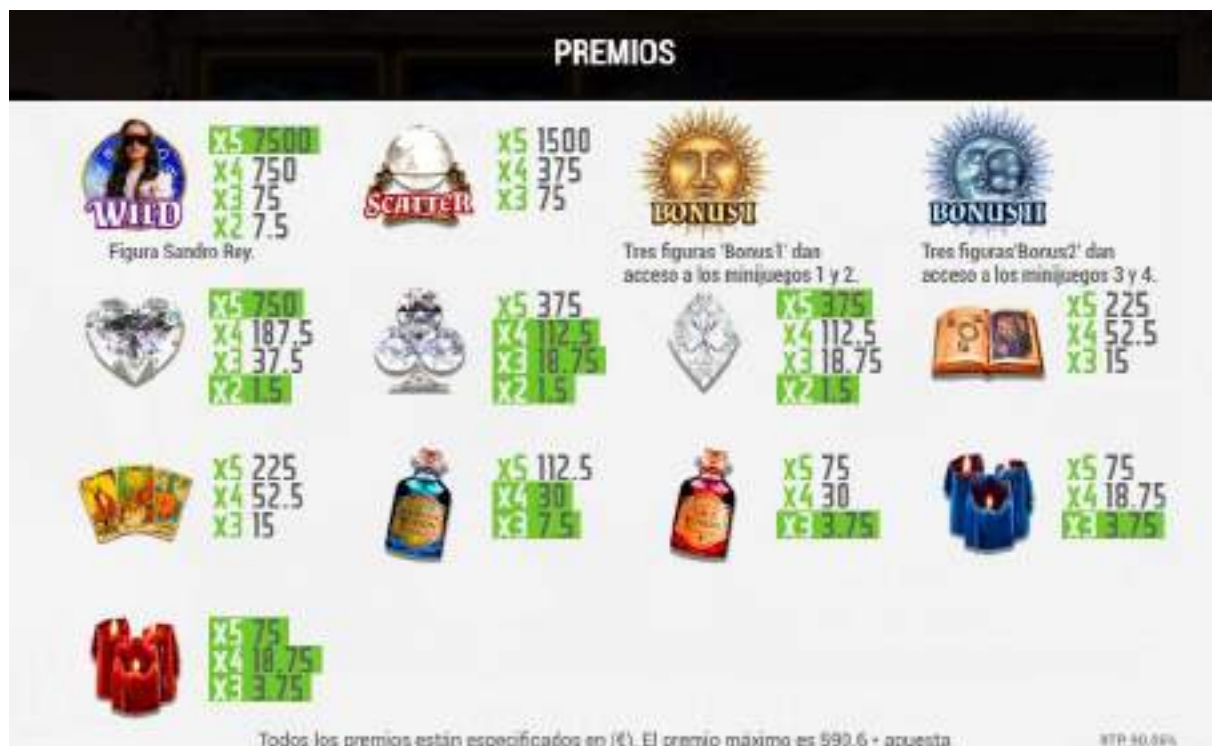 PREMIOS
WILD
x5 7500
x4 750
x3 75
x2 7.5
Figura Sandro Rey.
SCATTER
x5 1500
x4 375
x3 75
BONUS I
Tres figuras 'Bonus1' dan
acceso a los minijuegos 1 y 2.
BONUS II
Tres figuras'Bonus2' dan
acceso a los minijuegos 3 y 4.
x5 750
x4 187.5
x3 37.5
x2 1.5
x5 375
x4 112.5
x3 18.75
x2 1.5
x5 375
x4 112.5
x3 18.75
x2 1.5
x5 225
x4 52.5
x3 15
x5 225
x4 52.5
x3 15
x5 112.5
x4 30
x3 7.5
x5 75
x4 30
x3 3.75
x5 75
x4 18.75
x3 3.75
x5 75
x4 18.75
x3 3.75
Todos los premios están especificados en (€). El premio máximo es
apuesta
RTP